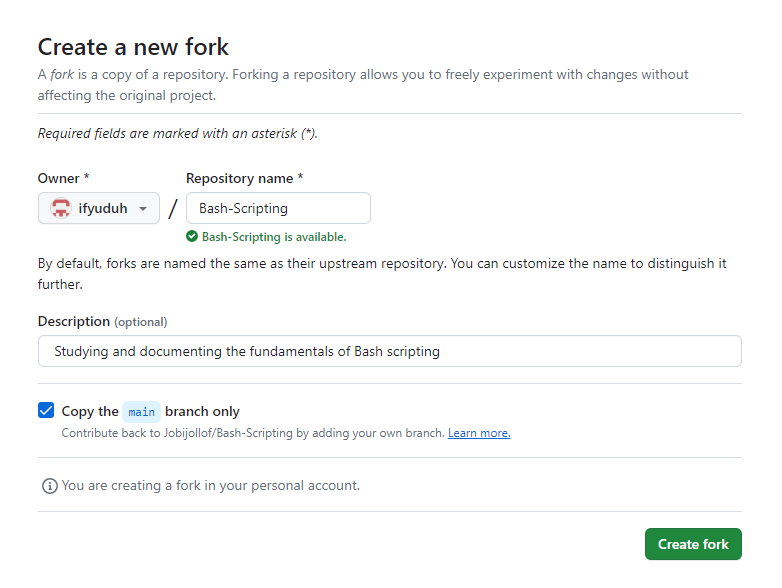 Create a new fork
A fork is a copy of a repository. Forking a repository allows you to freely experiment with changes without
affecting the original project.
Required fields are marked with an asterisk (*).
Owner *
Repository name *
ifyuduh
/
Bash-Scripting
Bash-Scripting is available.
By default, forks are named the same as their upstream repository. You can customize the name to distinguish it
further.
Description (optional)
Studying and documenting the fundamentals of Bash scripting
Copy the main branch only
Contribute back to Jobijollof/Bash-Scripting by adding your own branch. Learn more.
You are creating a fork in your personal account.
Create fork